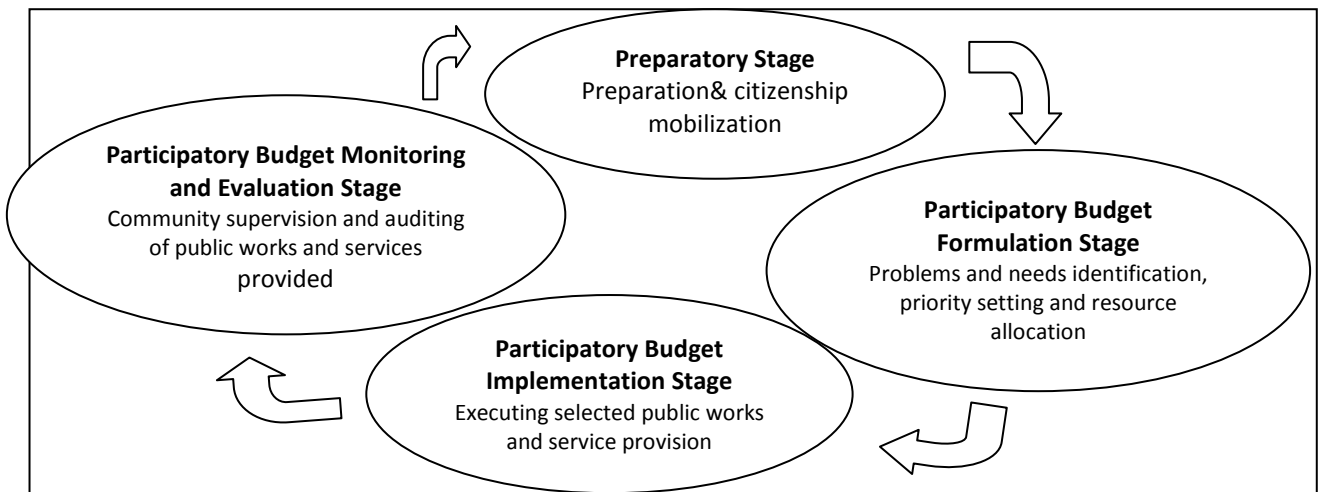 Preparatory Stage
Preparation& citizenship
mobilization
Participatory Budget
Formulation Stage
Problems and needs identification,
priority setting and resource
allocation
Participatory Budget
Implementation Stage
Executing selected public works
and service provision
Participatory Budget Monitoring
and Evaluation Stage
Community supervision and auditing
of public works and services
provided